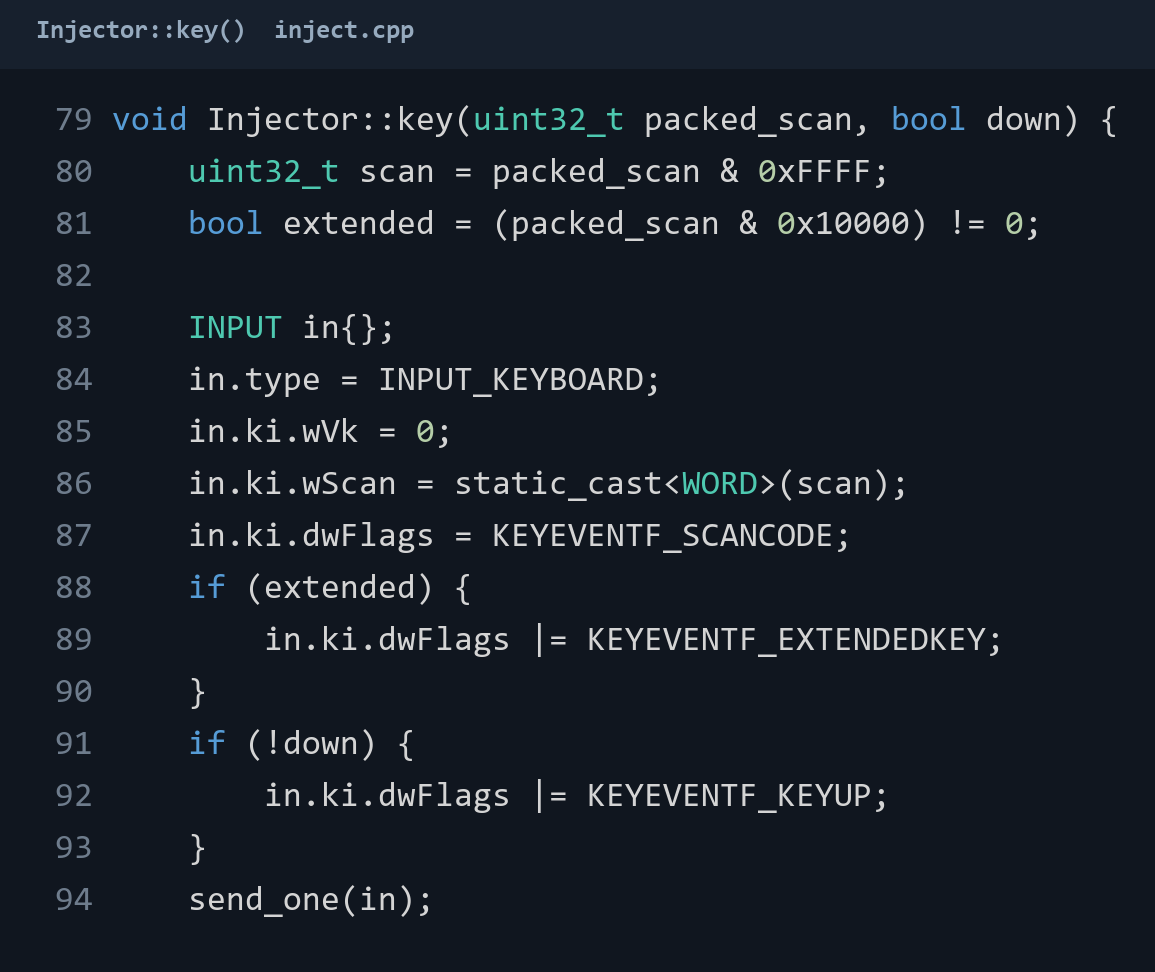 Injector::key()  inject.cpp
79 void Injector::key(uint32_t packed_scan, bool down) {
80     uint32_t scan = packed_scan & 0xFFFF;
81     bool extended = (packed_scan & 0x10000) != 0;
82
83     INPUT in{};
84     in.type = INPUT_KEYBOARD;
85     in.ki.wVk = 0;
86     in.ki.wScan = static_cast<WORD>(scan);
87     in.ki.dwFlags = KEYEVENTF_SCANCODE;
88     if (extended) {
89         in.ki.dwFlags |= KEYEVENTF_EXTENDEDKEY;
90     }
91     if (!down) {
92         in.ki.dwFlags |= KEYEVENTF_KEYUP;
93     }
94     send_one(in);